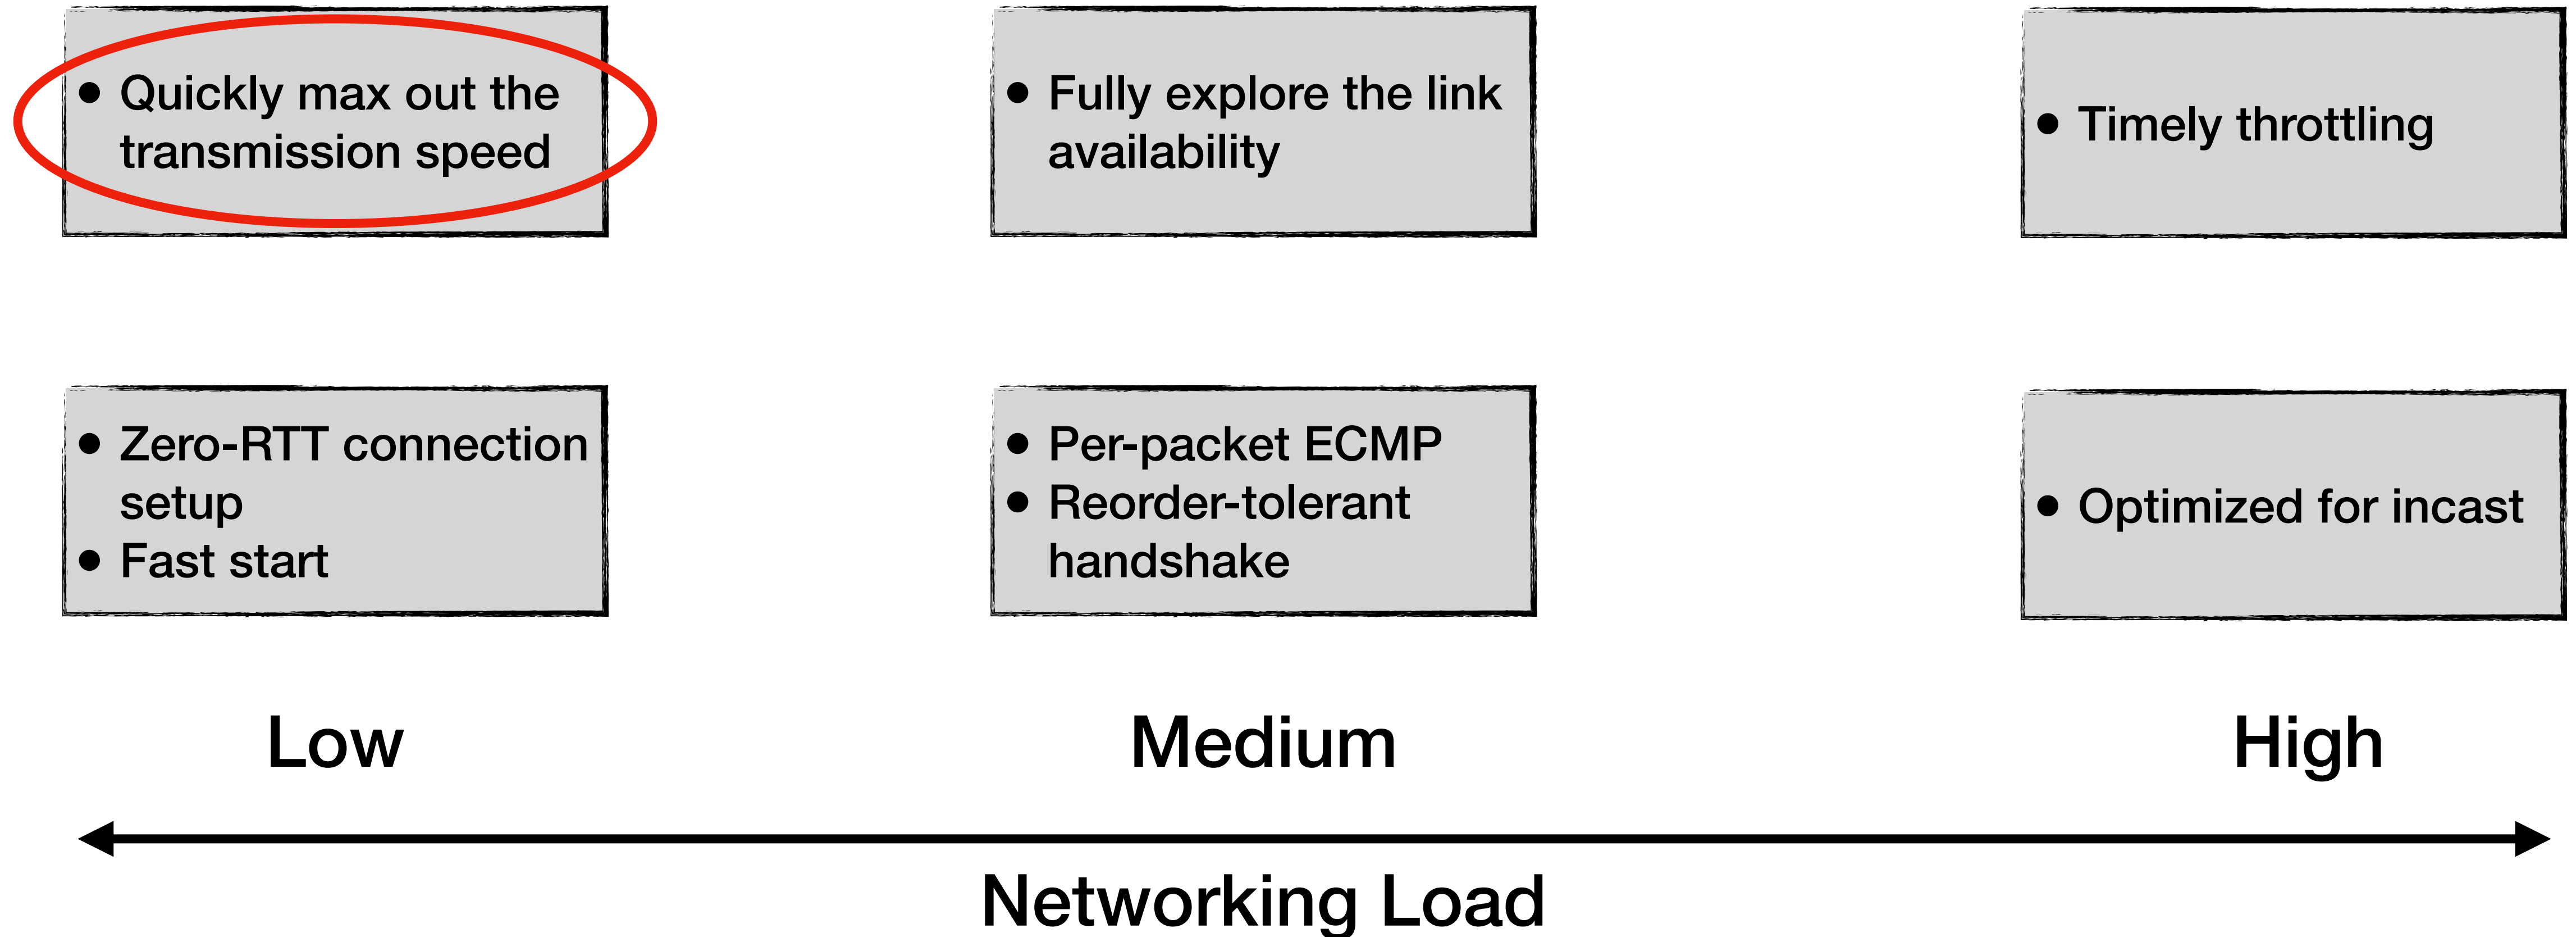 • Quickly max out the
transmission speed
• Fully explore the link
availability
• Timely throttling
• Zero-RTT connection
setup
• Fast start
• Per-packet ECMP
• Reorder-tolerant
handshake
• Optimized for incast
Low
Medium
High
Networking Load